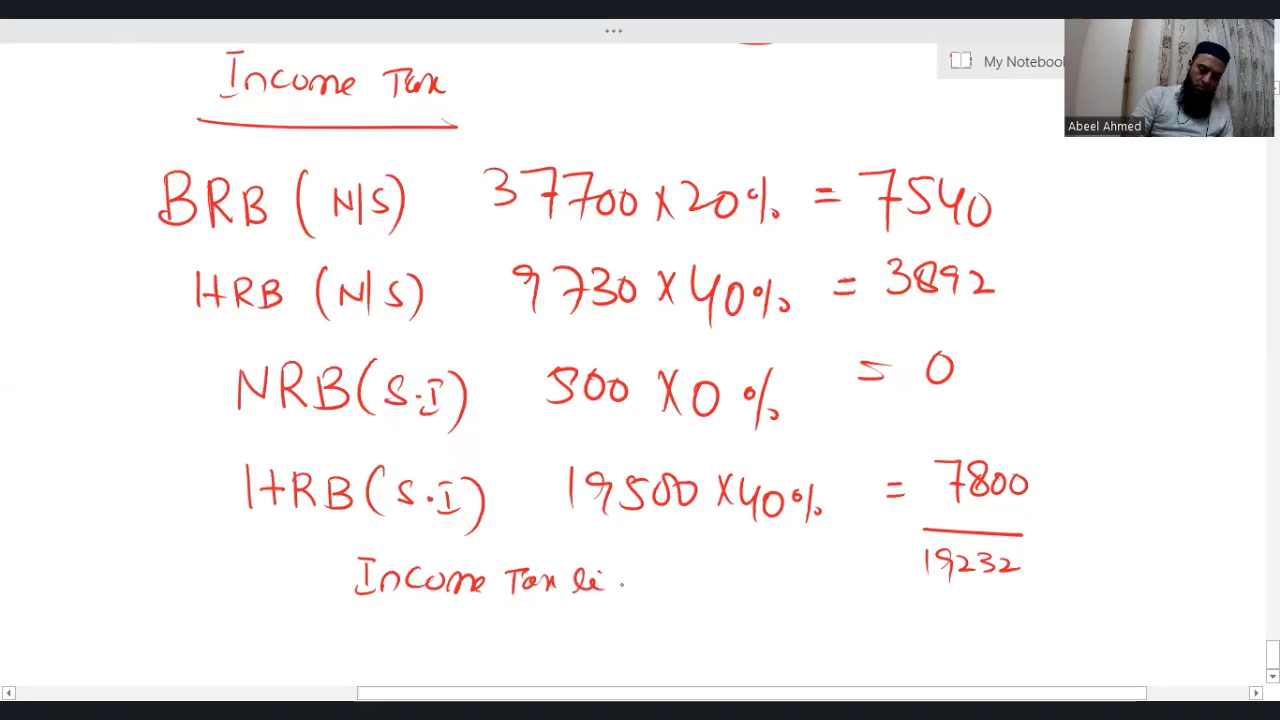 My Notebook
Abeel Ahmed
Income Tax
BRB (N/S) 37700 X 20% = 7540
HRB (N/S) 9730 X 40% = 3892
NRB (S.I) 500 X 0% = 0
HRB (S.I) 19500 X 40% = 7800
19232
Income Tax li